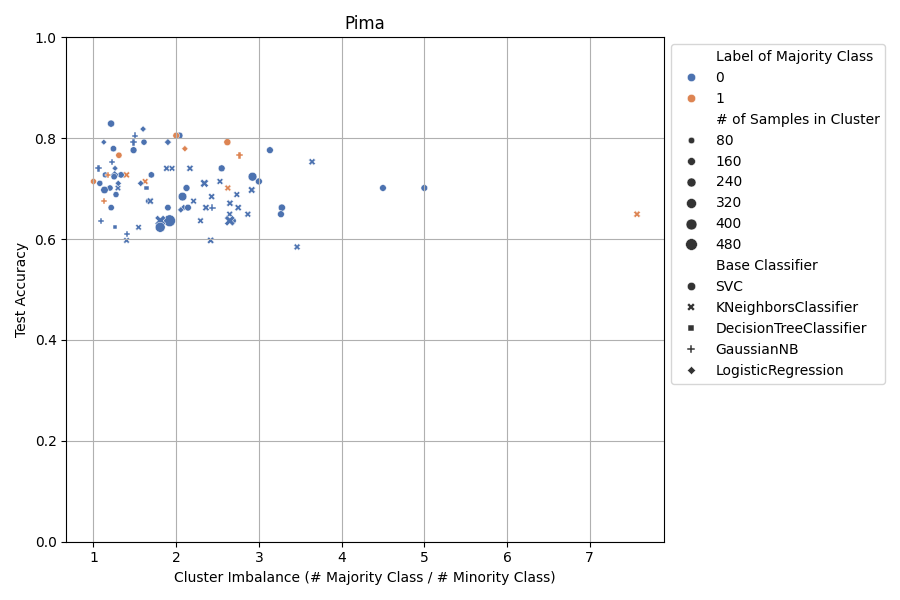 Pima
1.0
0.8
0.6
0.4
0.2
0.0
Test Accuracy
1 2 3 4 5 6 7
Cluster Imbalance (# Majority Class / # Minority Class)
Label of Majority Class
0
1
# of Samples in Cluster
80
160
240
320
400
480
Base Classifier
SVC
KNeighborsClassifier
DecisionTreeClassifier
GaussianNB
LogisticRegression